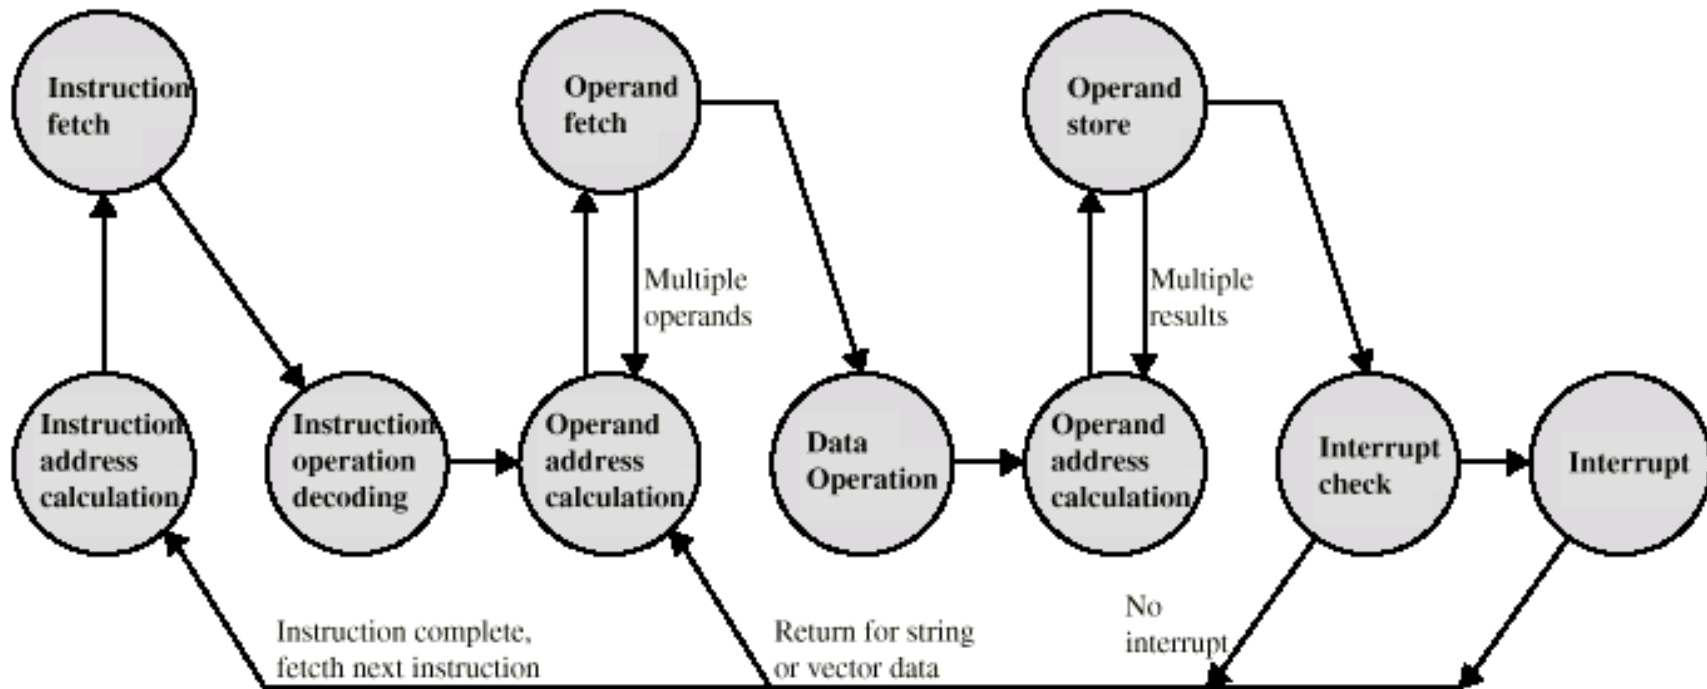 Instruction
fetch
Operand
fetch
Operand
store
Multiple
operands
Multiple
results
Instruction
address
calculation
Instruction
operation
decoding
Operand
address
calculation
Data
Operation
Operand
address
calculation
Interrupt
check
Interrupt
Instruction complete,
fetcth next instruction
Return for string
or vector data
No
interrupt